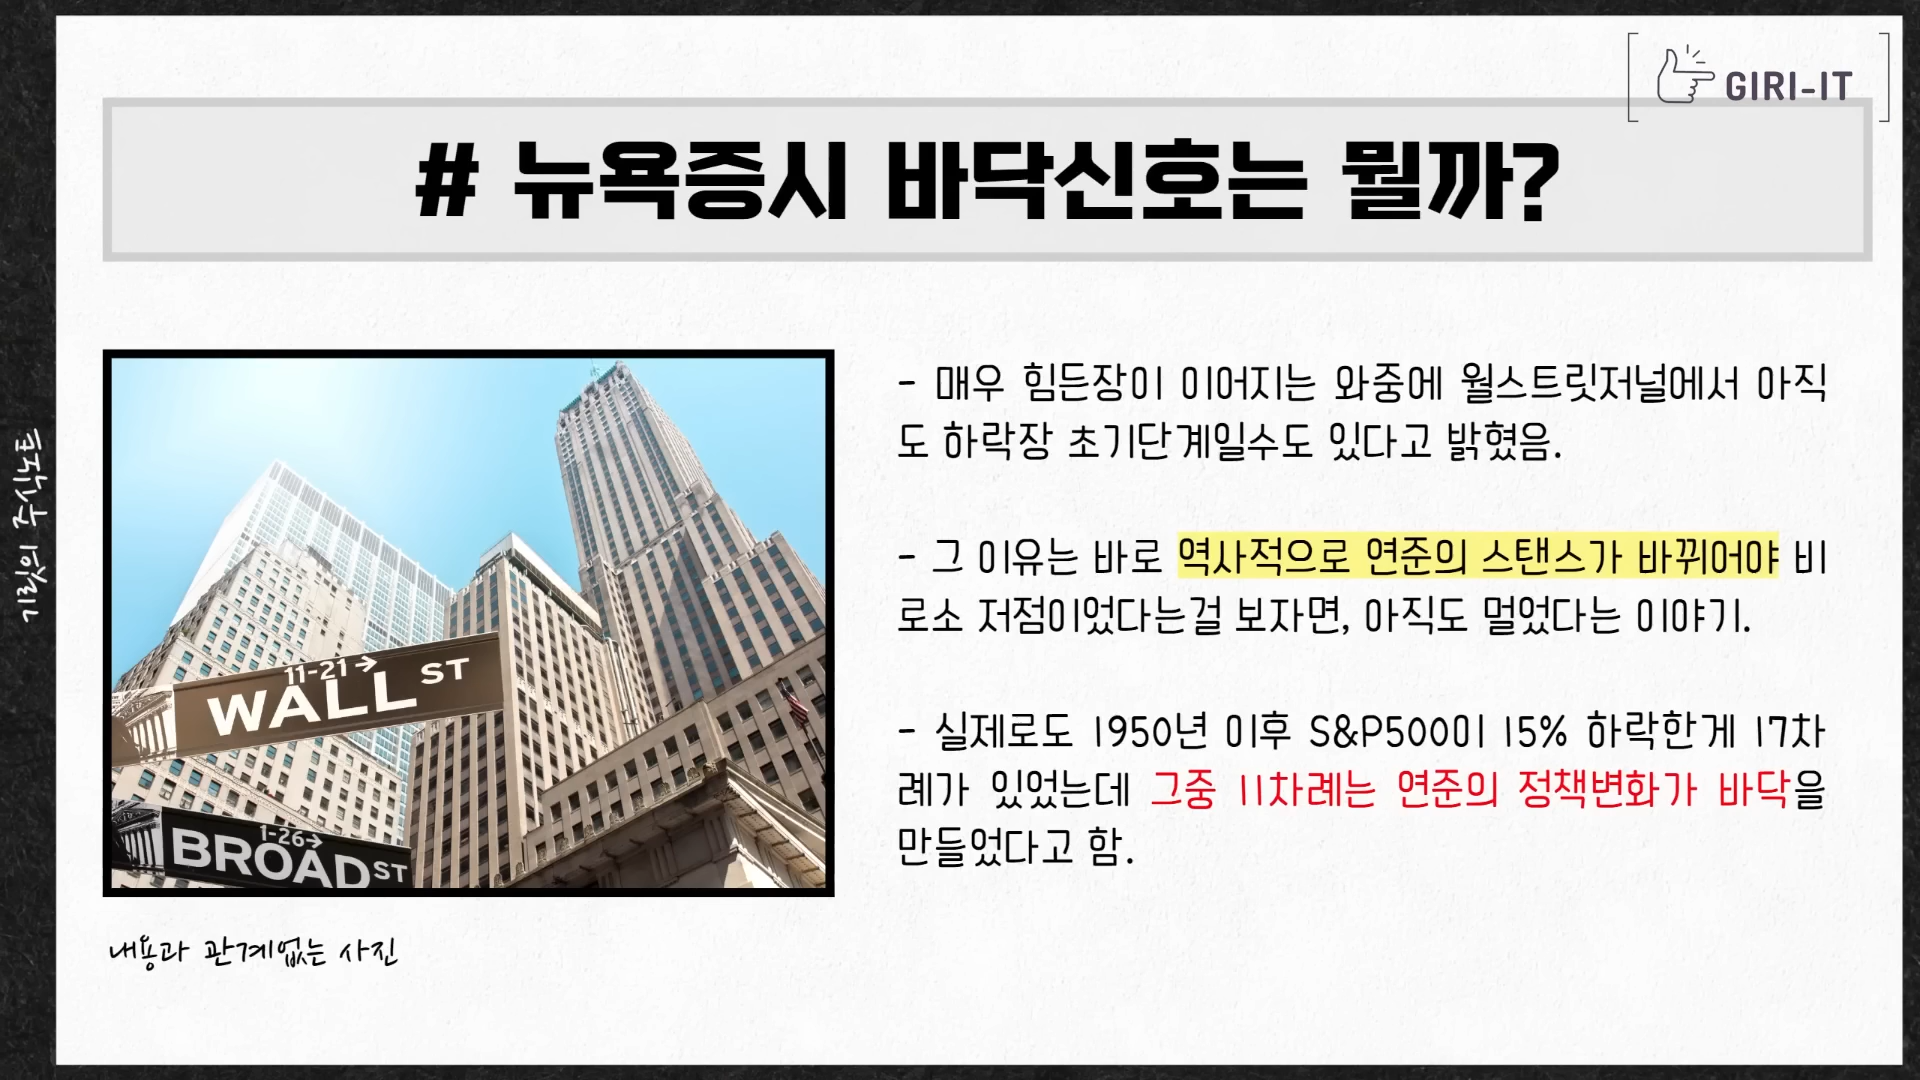 GIRI-IT
# 뉴욕증시 바닥신호는 뭘까?
기릿의 주식노트
11-21→
WALL ST
1-26→
BROAD ST
내용과 관계없는 사진
- 매우 힘든장이 이어지는 와중에 월스트릿저널에서 아직
도 하락장 초기단계일수도 있다고 밝혔음.
- 그 이유는 바로 역사적으로 연준의 스탠스가 바뀌어야 비
로소 저점이었다는걸 보자면, 아직도 멀었다는 이야기.
- 실제로도 1950년 이후 S&P500이 15% 하락한게 17차
례가 있었는데 그중 11차례는 연준의 정책변화가 바닥을
만들었다고 함.